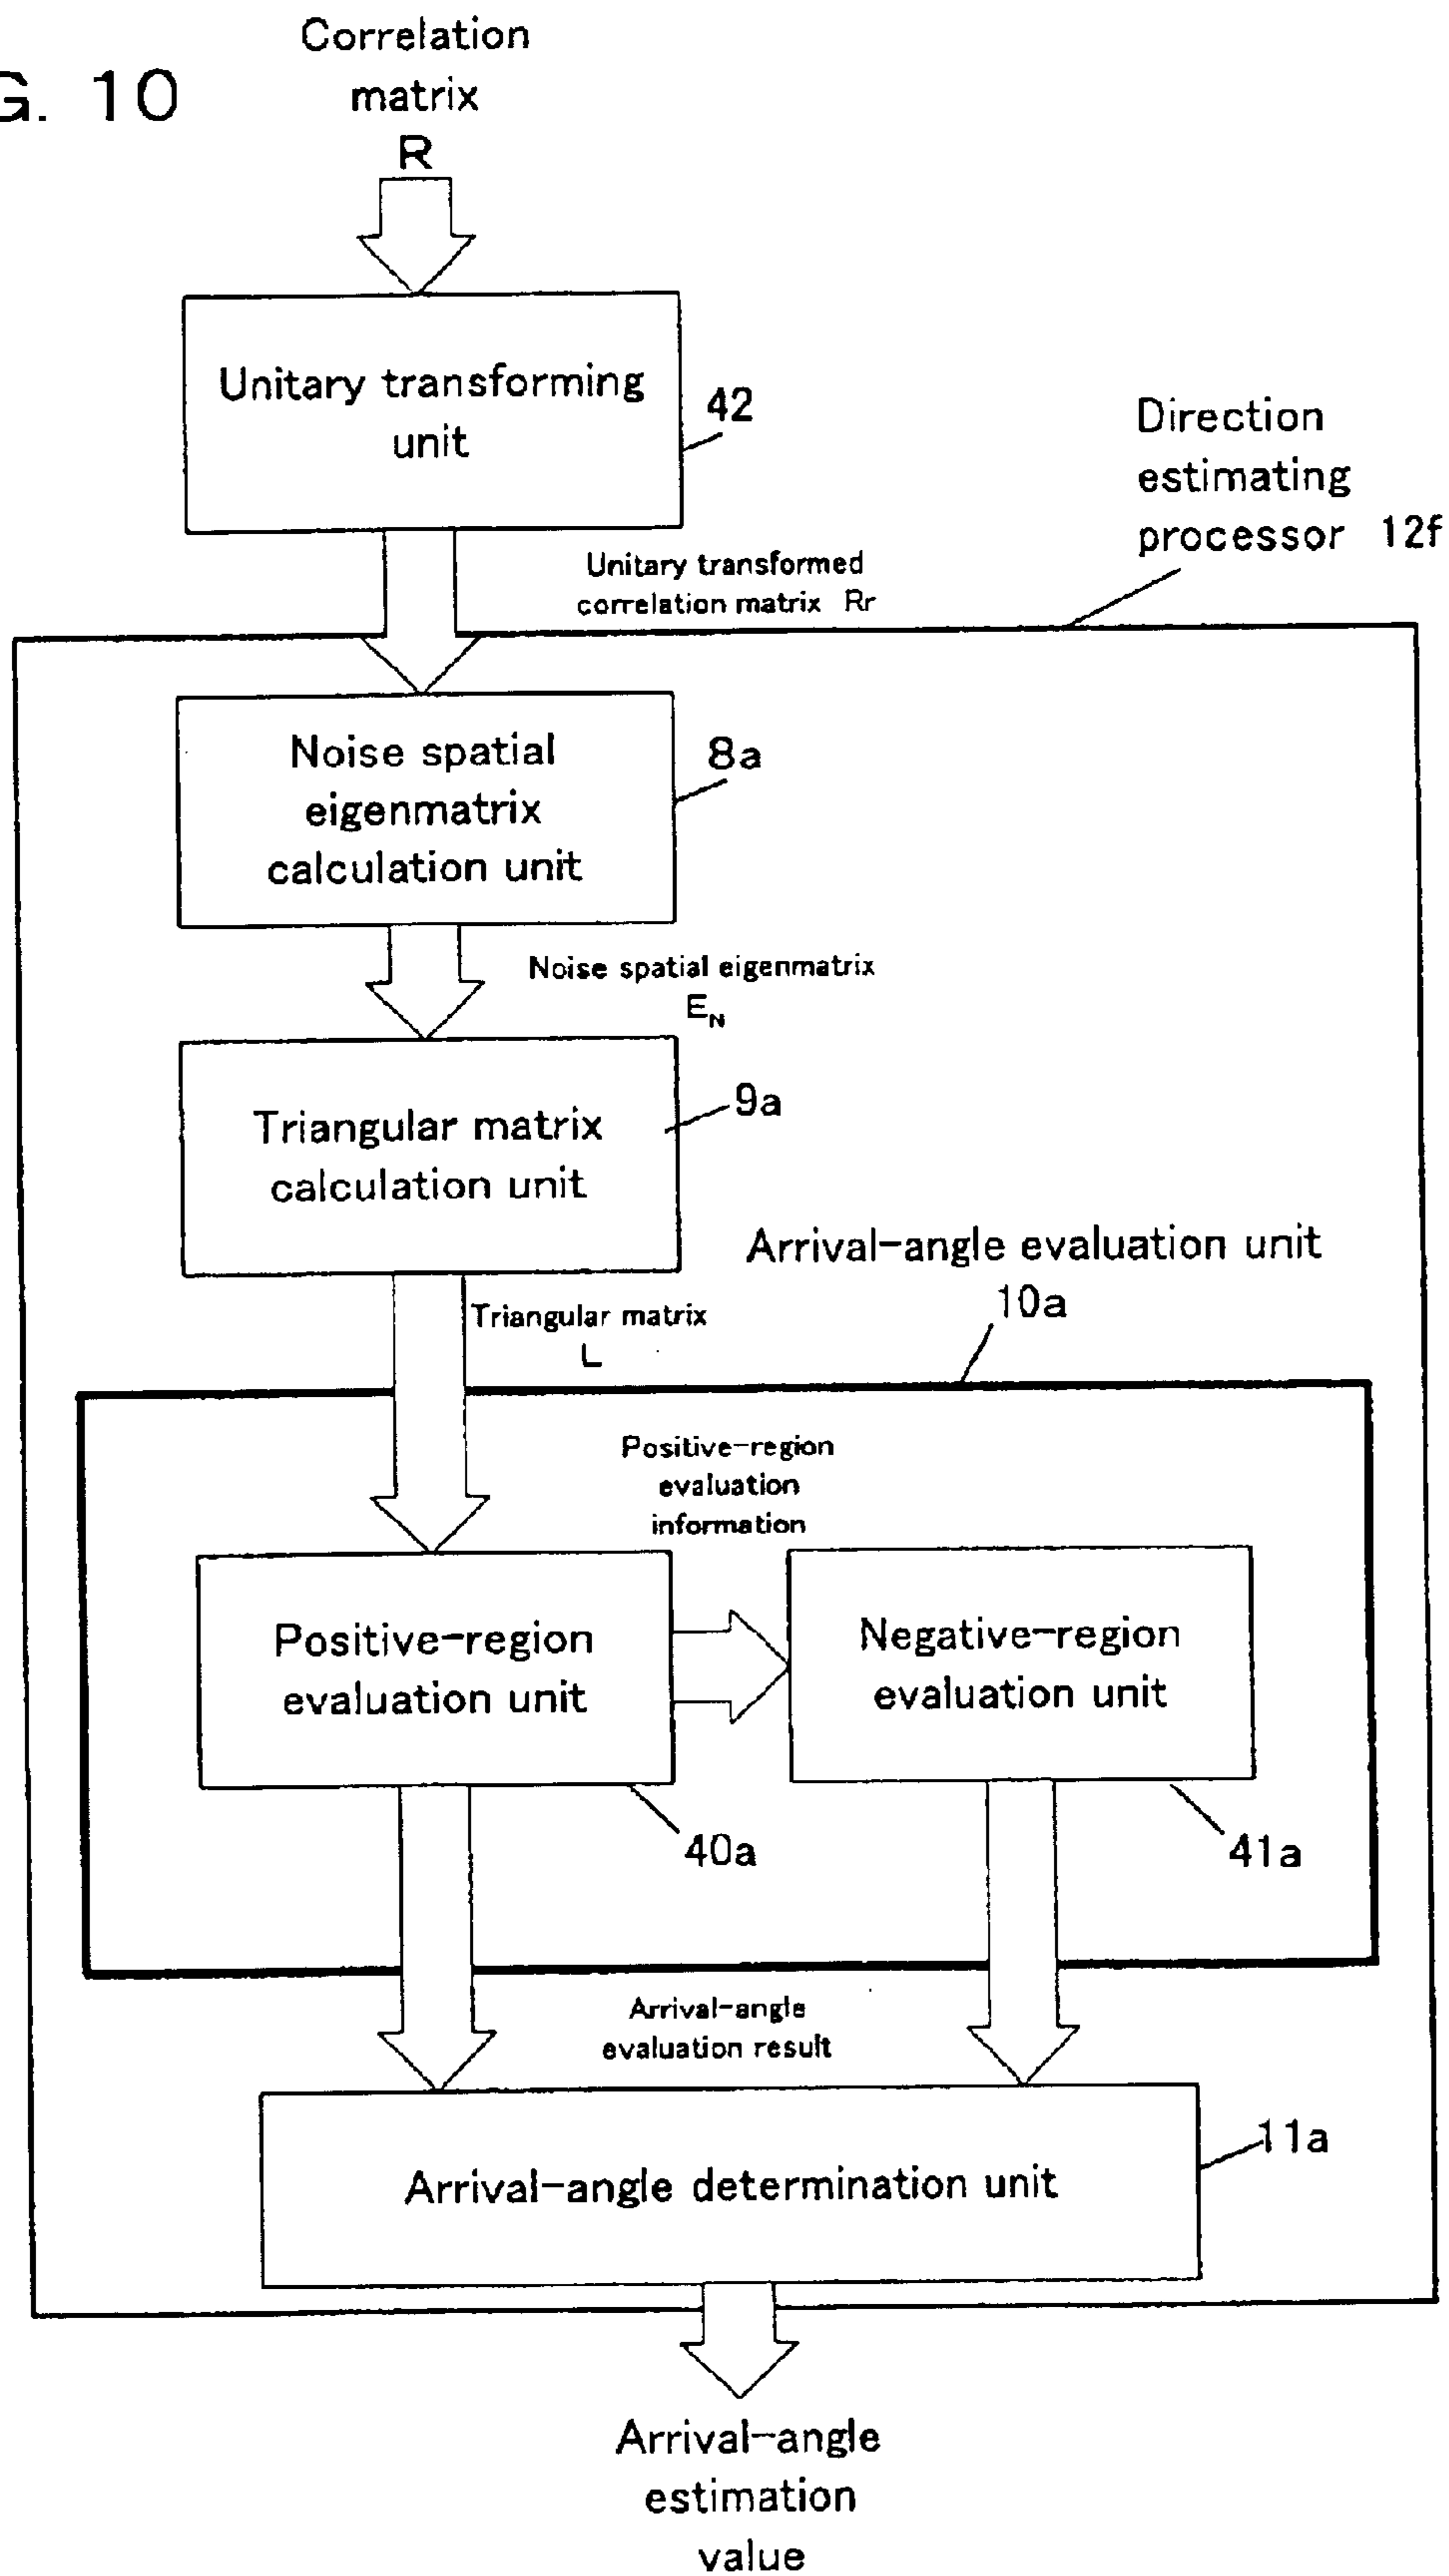 G. 10
Correlation
matrix
R
Unitary transforming
unit
42
Direction
estimating
processor 12f
Unitary transformed
correlation matrix Rr
Noise spatial
eigenmatrix
calculation unit
8a
Noise spatial eigenmatrix
E_N
Triangular matrix
calculation unit
9a
Arrival-angle evaluation unit
10a
Triangular matrix
L
Positive-region
evaluation
information
Positive-region
evaluation unit
Negative-region
evaluation unit
40a
41a
Arrival-angle
evaluation result
11a
Arrival-angle determination unit
Arrival-angle
estimation
value